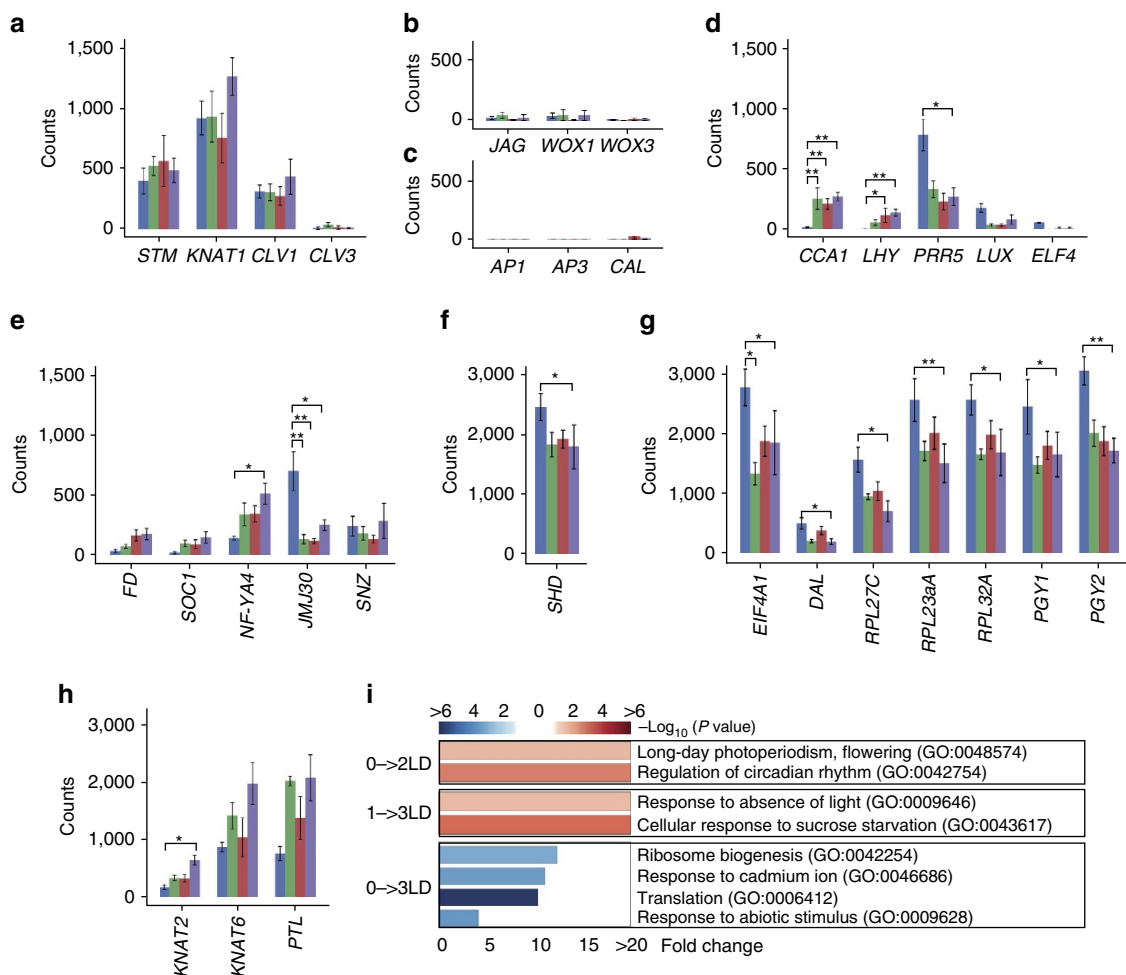 a
1,500
1,000
500
0
Counts
STM KNAT1 CLV1 CLV3
b
500
0
Counts
JAG WOX1 WOX3
c
500
0
Counts
AP1 AP3 CAL
d
1,500
1,000
500
0
Counts
** ** **
* **
*
CCA1 LHY PRR5 LUX ELF4
e
1,500
1,000
500
0
Counts
*
** ** *
FD SOC1 NF-YA4 JMJ30 SNZ
f
3,000
2,000
1,000
0
Counts
*
SHD
g
3,000
2,000
1,000
0
Counts
* *
*
*
**
*
*
**
EIF4A1 DAL RPL27C RPL23aA RPL32A PGY1 PGY2
h
3,000
2,000
1,000
0
Counts
*
KNAT2 KNAT6 PTL
i
>6 4 2 0 2 4 >6
–Log10 (P value)
0–>2LD
Long-day photoperiodism, flowering (GO:0048574)
Regulation of circadian rhythm (GO:0042754)
1–>3LD
Response to absence of light (GO:0009646)
Cellular response to sucrose starvation (GO:0043617)
0–>3LD
Ribosome biogenesis (GO:0042254)
Response to cadmium ion (GO:0046686)
Translation (GO:0006412)
Response to abiotic stimulus (GO:0009628)
0 5 10 15 >20 Fold change